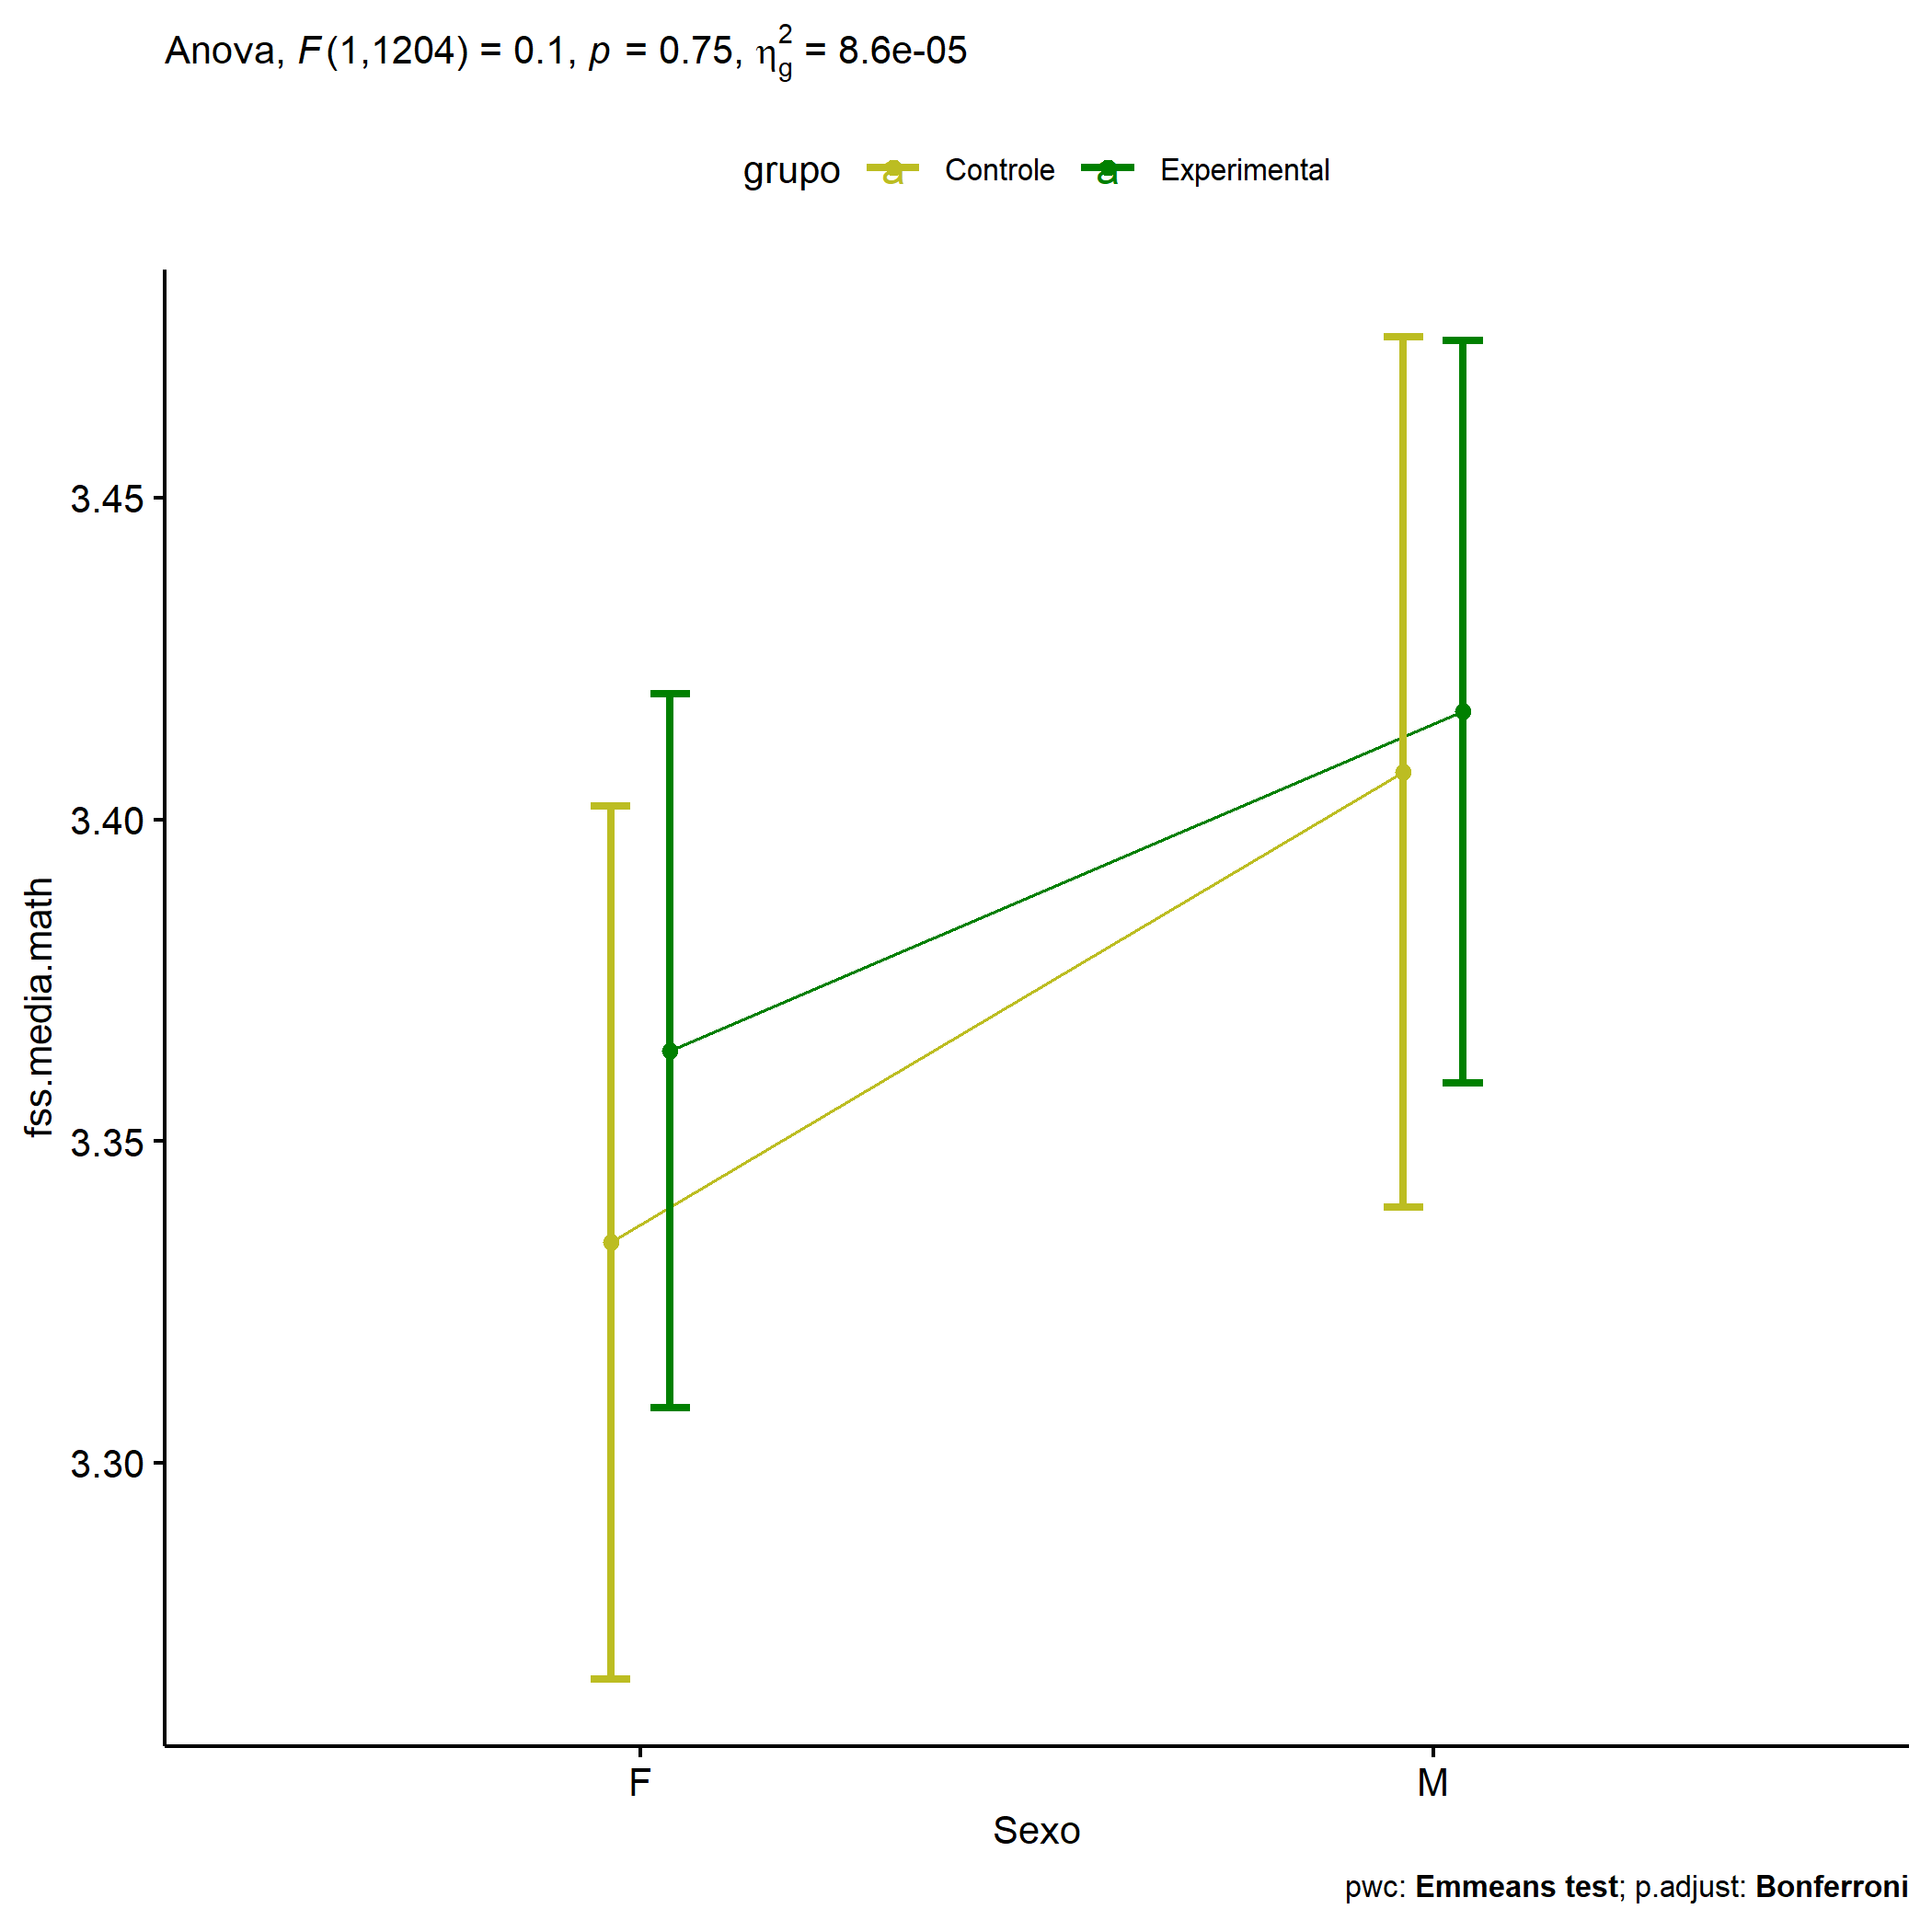 Anova, F(1,1204) = 0.1, p = 0.75, η²g = 8.6e-05
grupo a Controle a Experimental
3.45
3.40
3.35
3.30
fss.media.math
F M
Sexo
pwc: Emmeans test; p.adjust: Bonferroni